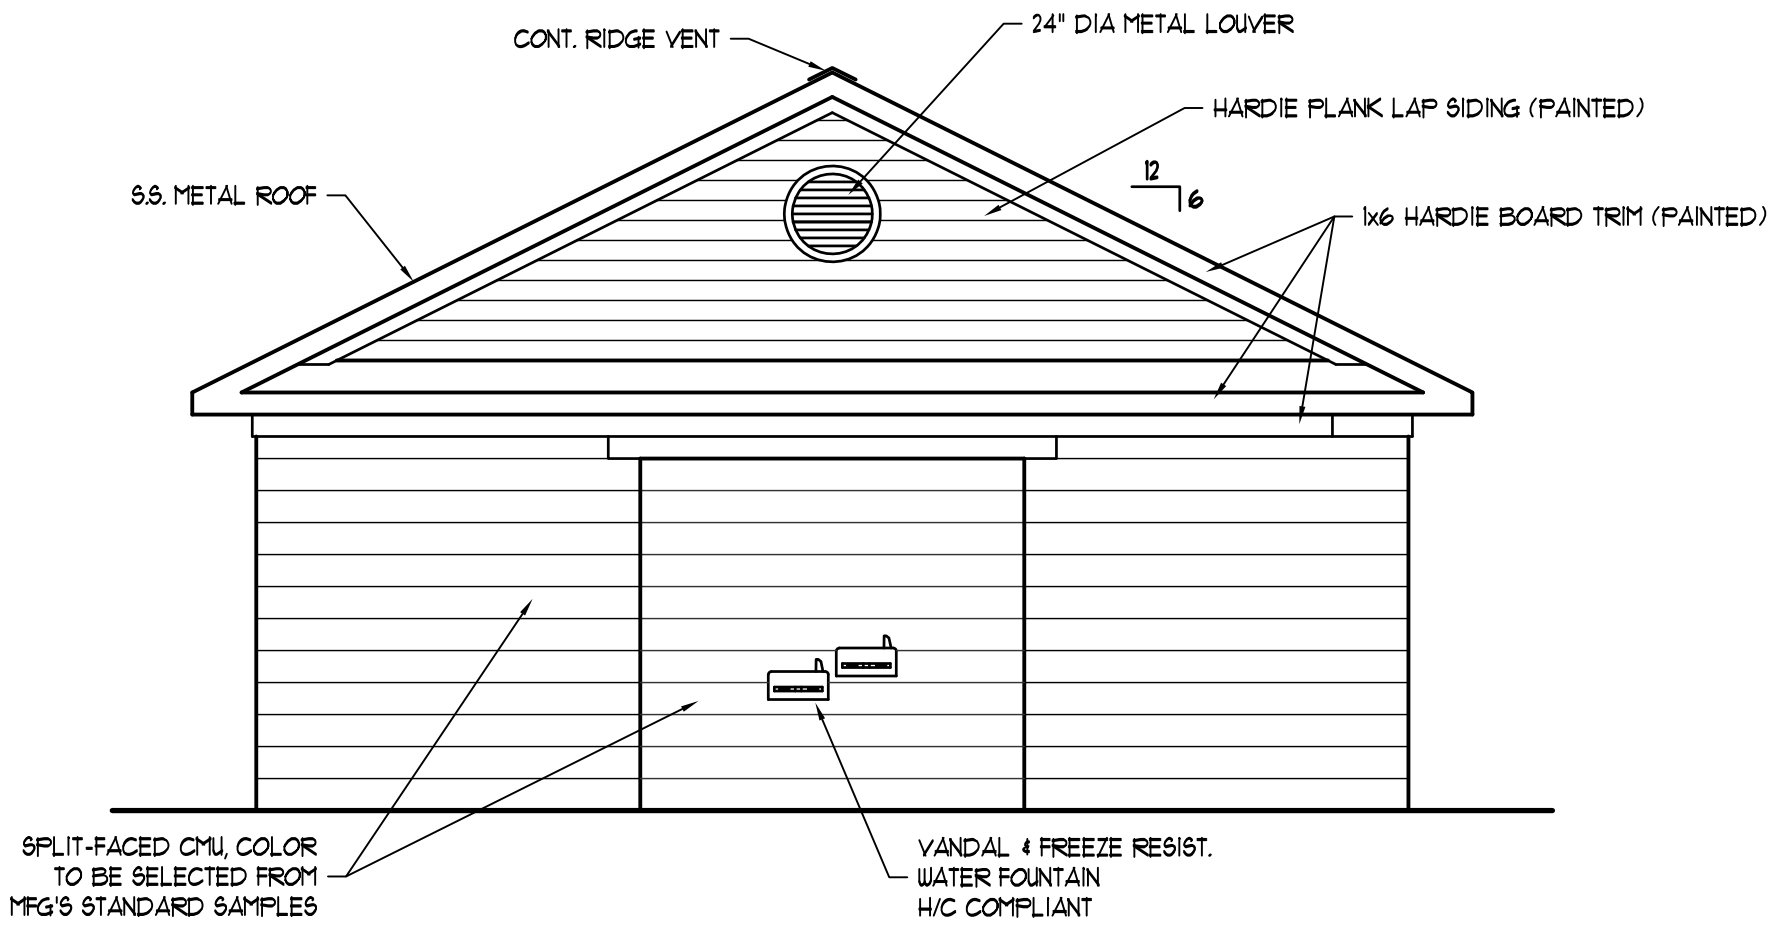 24" DIA METAL LOUVER
CONT. RIDGE VENT
HARDIE PLANK LAP SIDING (PAINTED)
12
6
S.S. METAL ROOF
1x6 HARDIE BOARD TRIM (PAINTED)
SPLIT-FACED CMU, COLOR
TO BE SELECTED FROM
MFG'S STANDARD SAMPLES
VANDAL & FREEZE RESIST.
WATER FOUNTAIN
H/C COMPLIANT